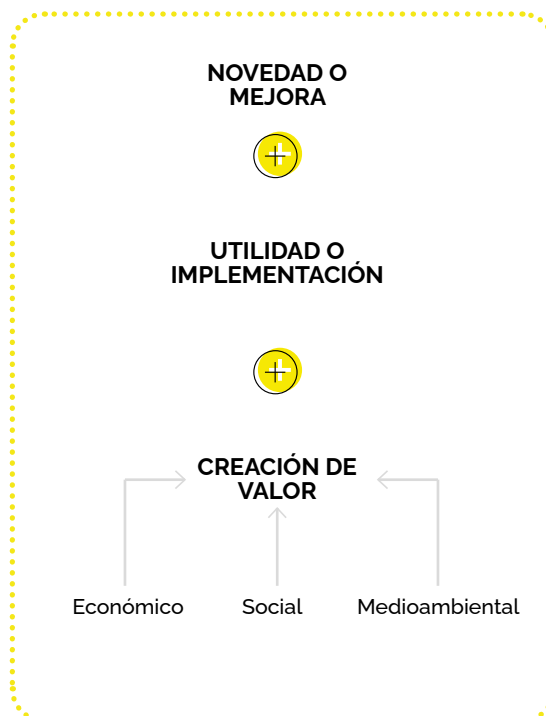 NOVEDAD O
MEJORA
UTILIDAD O
IMPLEMENTACIÓN
CREACIÓN DE
VALOR
Económico Social Medioambiental